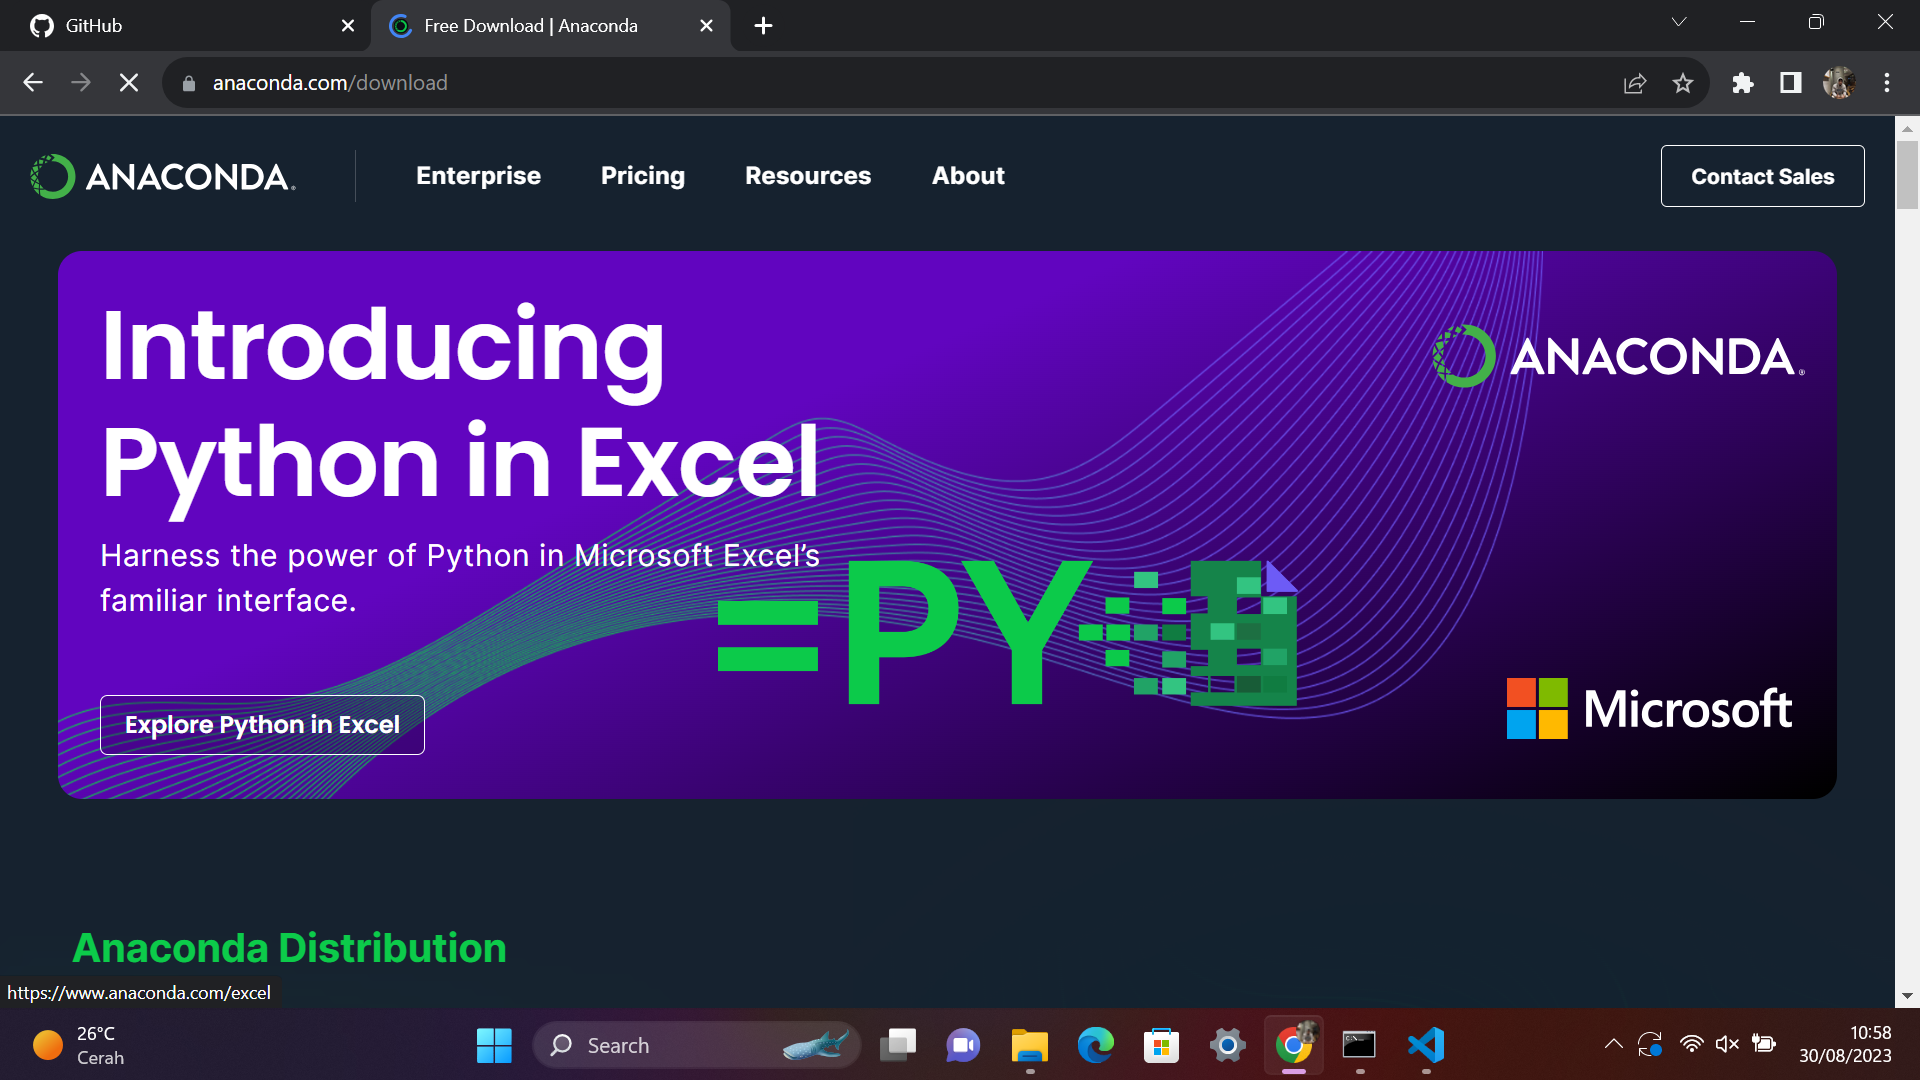 GitHub
Free Download | Anaconda
anaconda.com/download
ANACONDA.
Enterprise
Pricing
Resources
About
Contact Sales
Introducing
Python in Excel
Harness the power of Python in Microsoft Excel’s
familiar interface.
Explore Python in Excel
=PY
ANACONDA.
Microsoft
Anaconda Distribution
https://www.anaconda.com/excel
26°C
Cerah
Search
10:58
30/08/2023